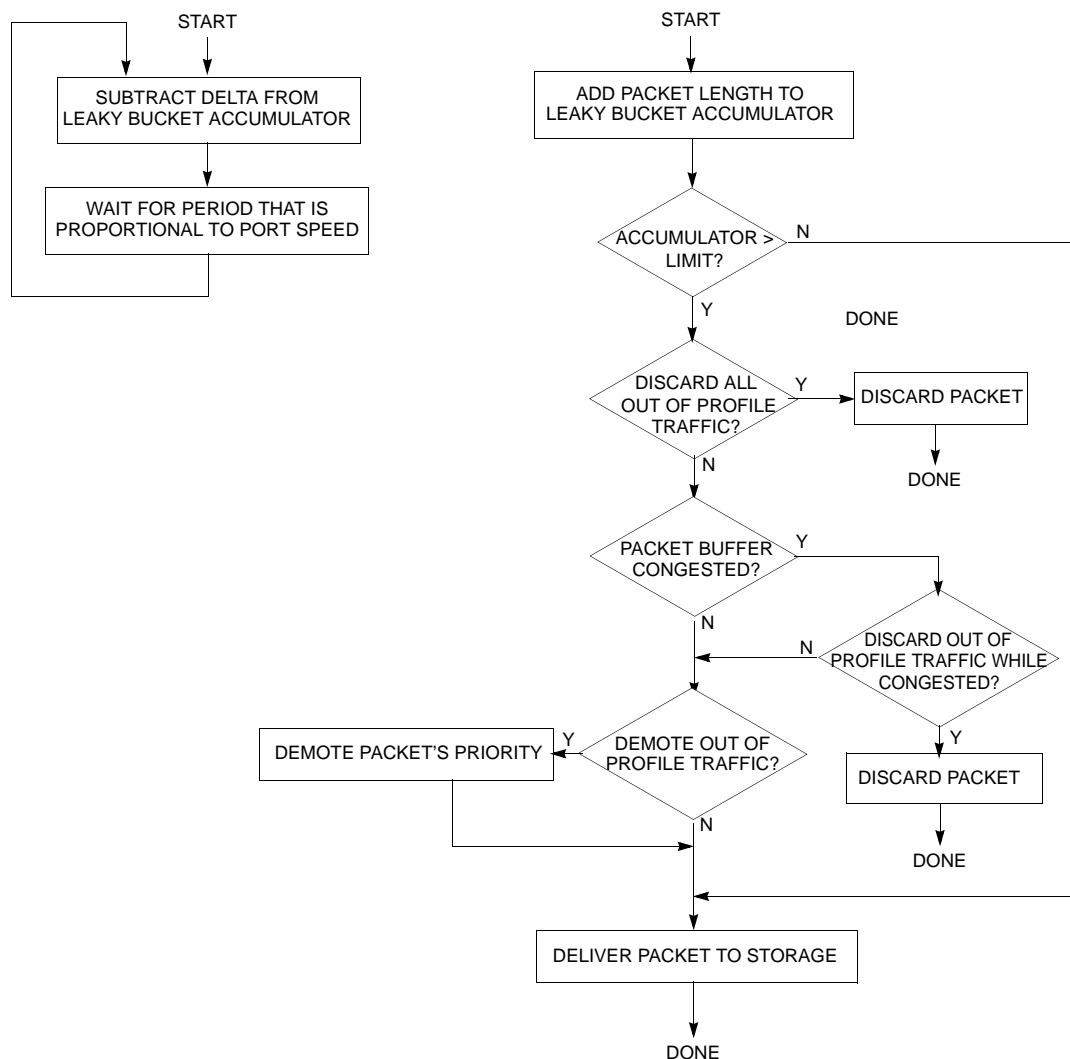 START
SUBTRACT DELTA FROM
LEAKY BUCKET ACCUMULATOR
WAIT FOR PERIOD THAT IS
PROPORTIONAL TO PORT SPEED
START
ADD PACKET LENGTH TO
LEAKY BUCKET ACCUMULATOR
ACCUMULATOR >
LIMIT?
N
Y
DONE
DISCARD ALL
OUT OF PROFILE
TRAFFIC?
Y
DISCARD PACKET
DONE
N
PACKET BUFFER
CONGESTED?
Y
N
DISCARD OUT OF
PROFILE TRAFFIC WHILE
CONGESTED?
N
Y
DISCARD PACKET
DONE
DEMOTE OUT OF
PROFILE TRAFFIC?
Y
DEMOTE PACKET'S PRIORITY
N
DELIVER PACKET TO STORAGE
DONE